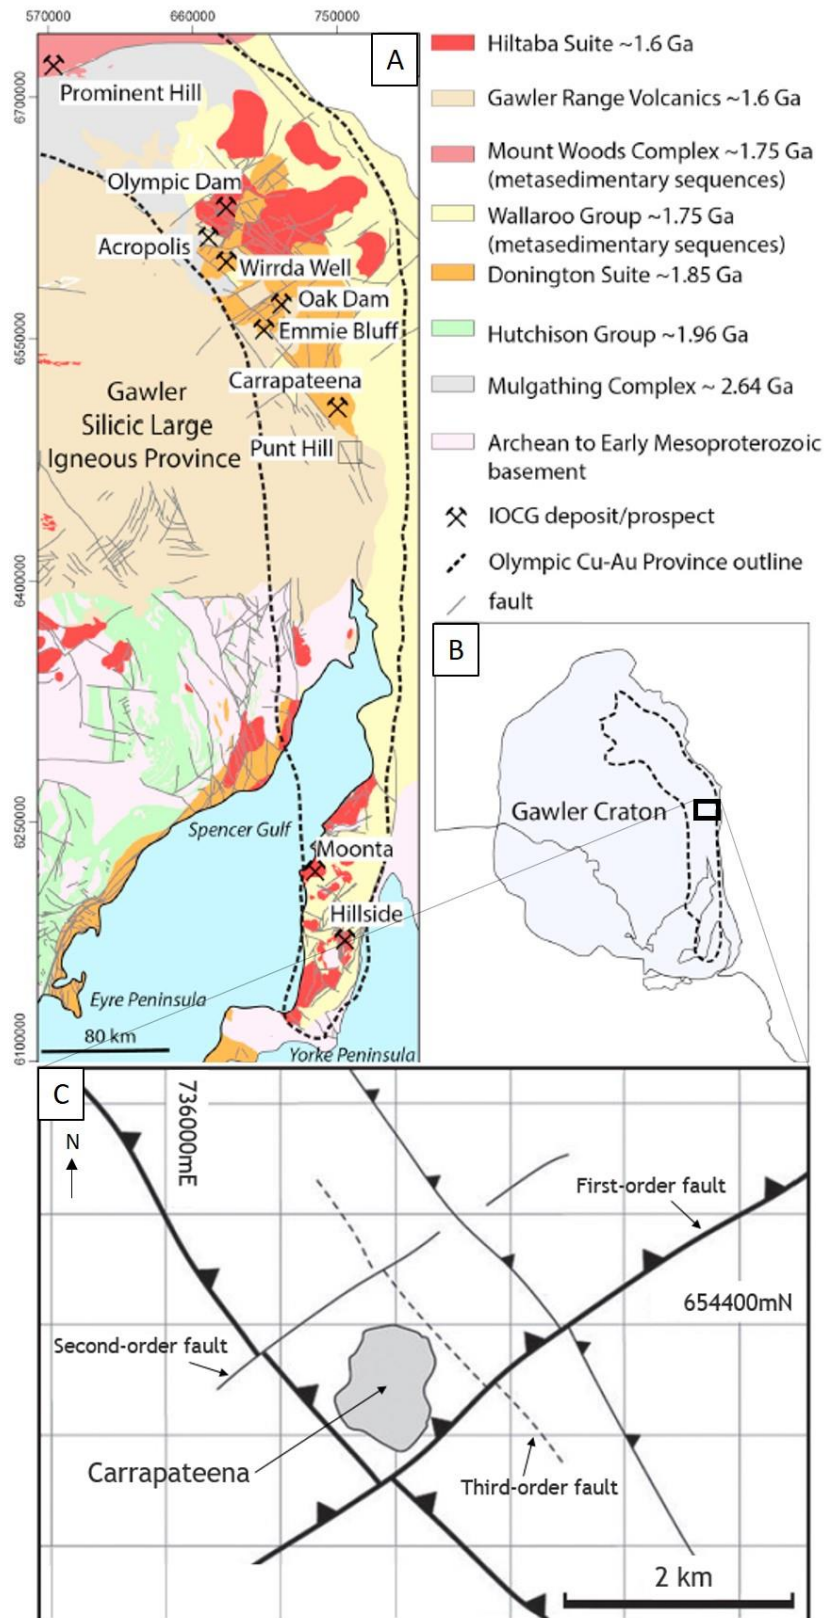 570000
660000
750000
A
6700000
6550000
6400000
6250000
6100000
Prominent Hill
Olympic Dam
Acropolis
Wirrda Well
Oak Dam
Emmie Bluff
Carrapateena
Gawler
Silicic Large
Igneous Province
Punt Hill
Spencer Gulf
Moonta
Hillside
Eyre Peninsula
80 km
Yorke Peninsula
Hiltaba Suite ~1.6 Ga
Gawler Range Volcanics ~1.6 Ga
Mount Woods Complex ~1.75 Ga
(metasedimentary sequences)
Wallaroo Group ~1.75 Ga
(metasedimentary sequences)
Donington Suite ~1.85 Ga
Hutchison Group ~1.96 Ga
Mulgathing Complex ~ 2.64 Ga
Archean to Early Mesoproterozoic
basement
IOCG deposit/prospect
Olympic Cu-Au Province outline
fault
B
Gawler Craton
C
N
736000mE
First-order fault
654400mN
Second-order fault
Carrapateena
Third-order fault
2 km